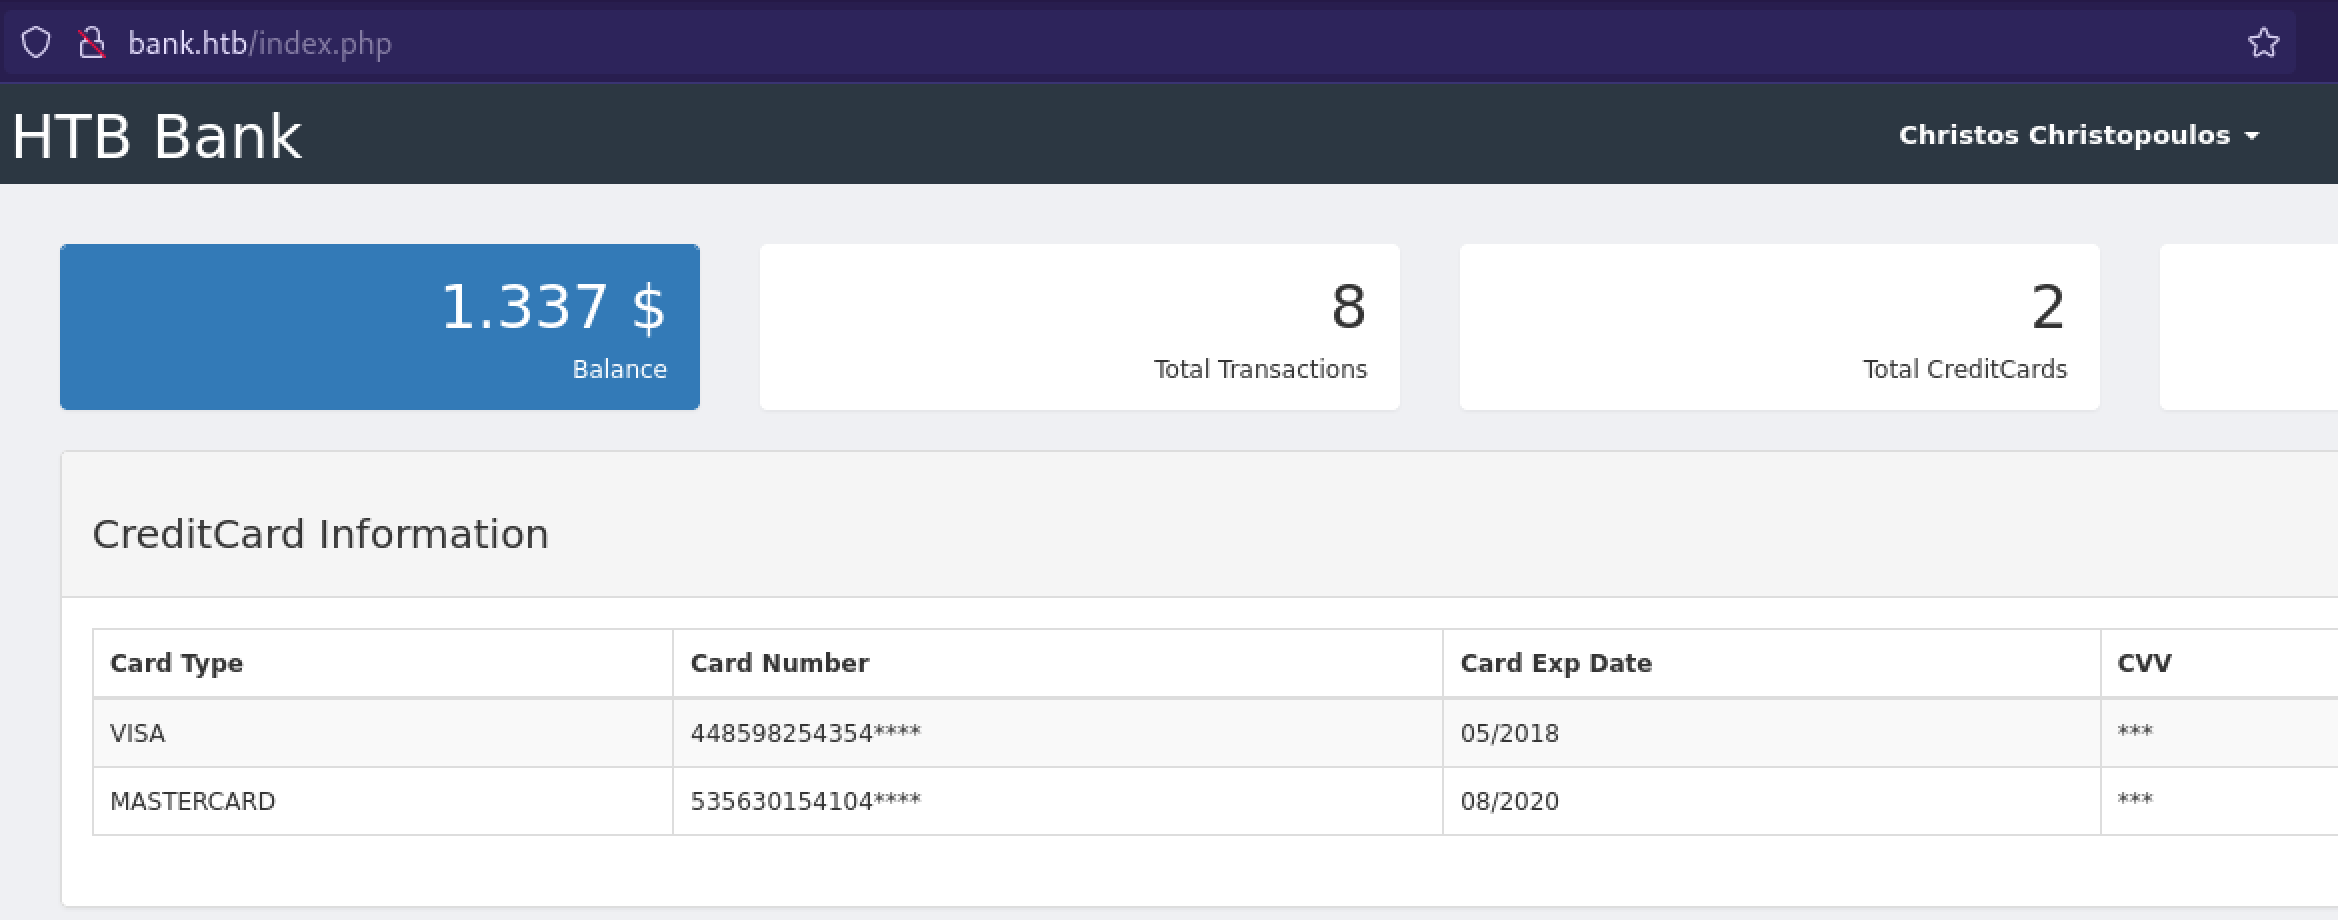 bank.htb/index.php
HTB Bank
Christos Christopoulos
1.337 $
Balance
8
Total Transactions
2
Total CreditCards
CreditCard Information
Card Type Card Number Card Exp Date CVV
VISA 448598254354**** 05/2018 ***
MASTERCARD 535630154104**** 08/2020 ***